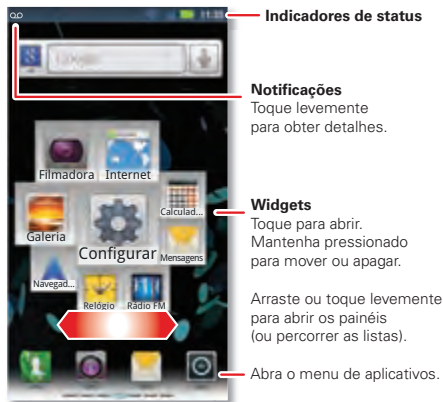 11:35
Indicadores de status
Google
Notificações
Toque levemente
para obter detalhes.
Filmadora
Internet
Calculad...
Widgets
Toque para abrir.
Mantenha pressionado
para mover ou apagar.
Galeria
Configurar
Mensagens
Navegad...
Relógio
Rádio FM
Arraste ou toque levemente
para abrir os painéis
(ou percorrer as listas).
Abra o menu de aplicativos.